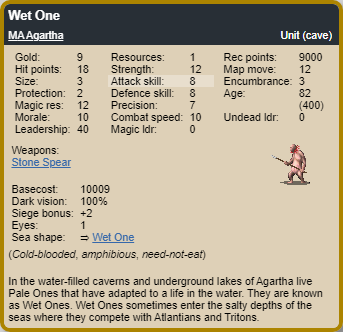 Wet One
MA Agartha Unit (cave)
Gold: 9 Resources: 1 Rec points: 9000
Hit points: 18 Strength: 12 Map move: 12
Size: 3 Attack skill: 8 Encumbrance: 3
Protection: 2 Defence skill: 8 Age: 82
Magic res: 12 Precision: 7 (400)
Morale: 10 Combat speed: 10 Undead ldr: 0
Leadership: 40 Magic ldr: 0
Weapons:
Stone Spear
Basecost: 10009
Dark vision: 100%
Siege bonus: +2
Eyes: 1
Sea shape: ⇒ Wet One
(Cold-blooded, amphibious, need-not-eat)
In the water-filled caverns and underground lakes of Agartha live
Pale Ones that have adapted to a life in the water. They are known
as Wet Ones. Wet Ones sometimes enter the salty depths of the
seas where they compete with Atlantians and Tritons.